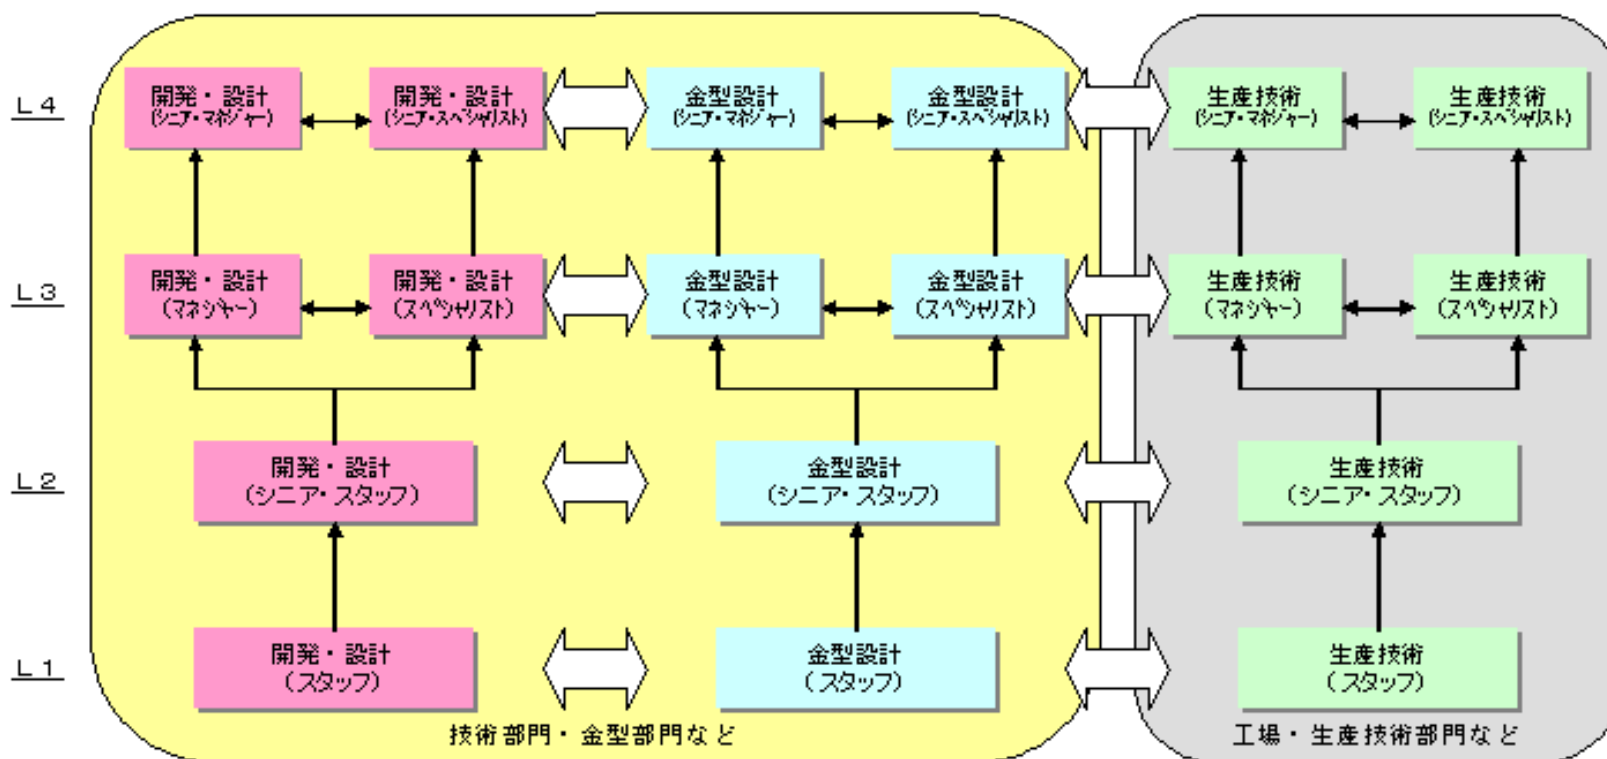 L4
開発・設計
(シニア・マネジャー)
開発・設計
(シニア・スペシャリスト)
金型設計
(シニア・マネジャー)
金型設計
(シニア・スペシャリスト)
生産技術
(シニア・マネジャー)
生産技術
(シニア・スペシャリスト)
L3
開発・設計
(マネジャー)
開発・設計
(スペシャリスト)
金型設計
(マネジャー)
金型設計
(スペシャリスト)
生産技術
(マネジャー)
生産技術
(スペシャリスト)
L2
開発・設計
(シニア・スタッフ)
金型設計
(シニア・スタッフ)
生産技術
(シニア・スタッフ)
L1
開発・設計
(スタッフ)
金型設計
(スタッフ)
生産技術
(スタッフ)
技術部門・金型部門など
工場・生産技術部門など